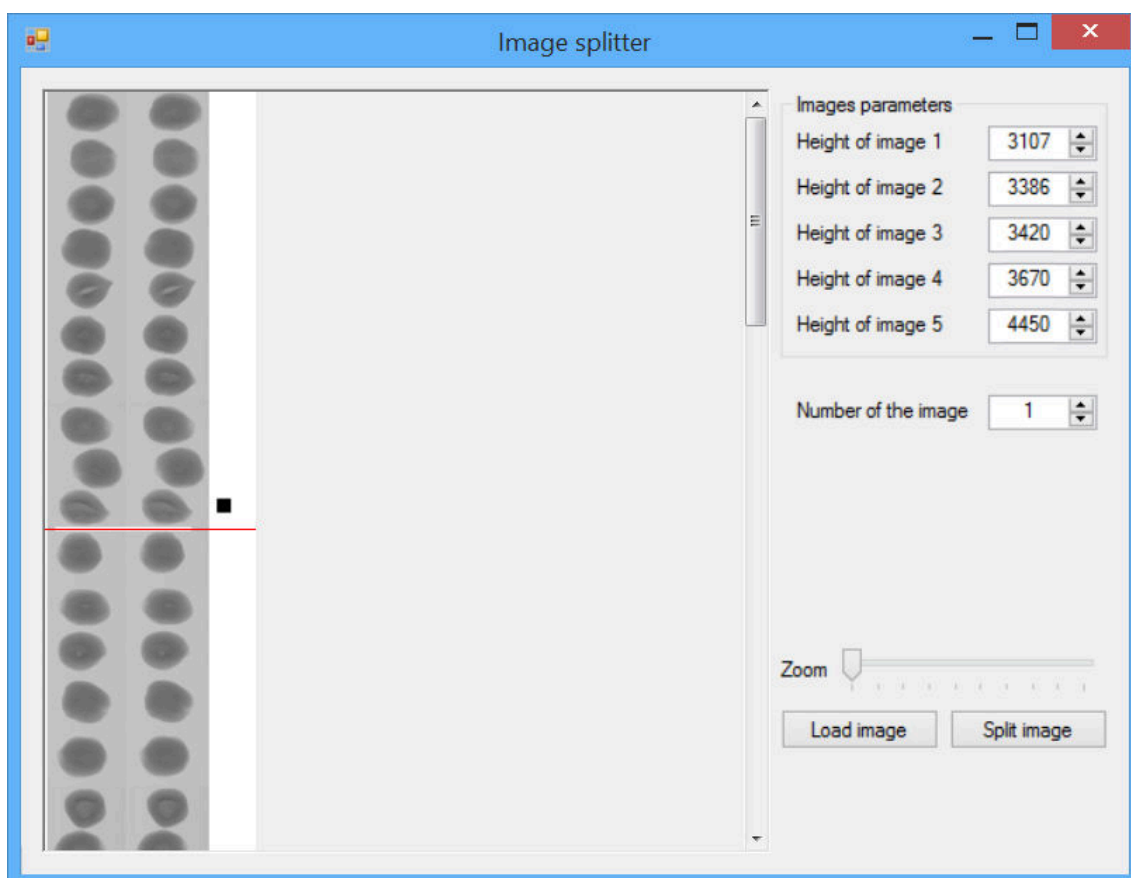 Image splitter
Images parameters
Height of image 1 3107
Height of image 2 3386
Height of image 3 3420
Height of image 4 3670
Height of image 5 4450
Number of the image 1
Zoom
Load image Split image